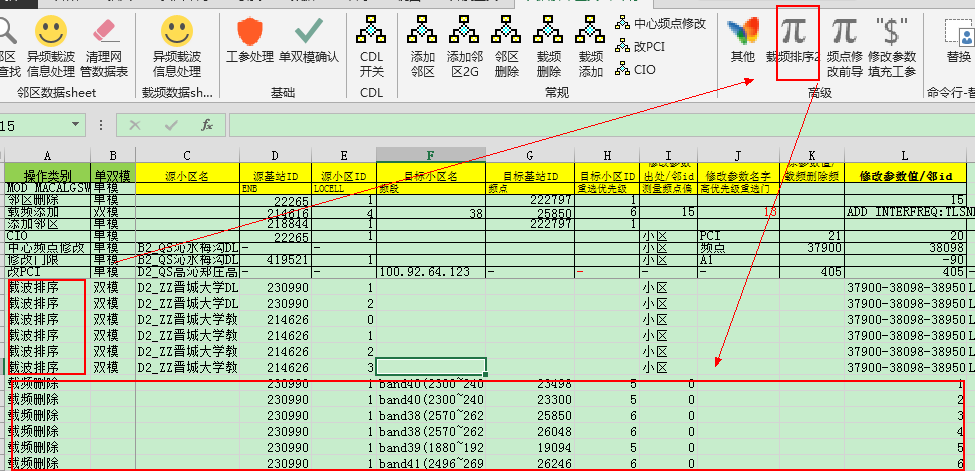 邻区 异频载波 清理网 异频载波 工参处理 单双模确认 CDL 添加 添加邻 邻区 载频 载频 中心频点修改 其他 载频排序2 频点修 修改参数 替换
查找 信息处理 管数据表 信息处理 开关 邻区 区2G 删除 删除 添加 改PCI 改前导 填充工参
CIO
邻区数据sheet 载频数据sh... 基础 CDL 常规 高级 命令行-替
15 fx
A B C D E F G H I J K L
操作类别 单双模 源小区名 源基站ID 源小区ID 目标小区名 目标基站ID 目标小区ID 出处/邻id 修改参数名字 载频删除频 修改参数值/邻id
MOD MACALGSW 单模 ENB LOCELL 频段 频点 重选优先级 测量频点偏 高优先级重选门
邻区删除 单模 22265 1 222797 1 15
载频添加 双模 214616 4 38 25850 6 15 13 ADD INTERFREQ:TLSND
添加邻区 单模 218844 1 222797 1
CIO 单模 22265 1 小区 PCI 21 20
中心频点修改 单模 B2_QS沁水梅沟DL - - 小区 频点 37900 38098
修改门限 单模 B2_QS沁水梅沟DL 419521 1 小区 A1 -90
改PCI 单模 D2_QS高沁郑庄高 - - 100.92.64.123 - - - - 405 405
载波排序 双模 D2_ZZ晋城大学DL 230990 1 小区 37900-38098-38950
载波排序 双模 D2_ZZ晋城大学DL 230990 2 小区 37900-38098-38950
载波排序 双模 D2_ZZ晋城大学教 214626 0 小区 37900-38098-38950
载波排序 双模 D2_ZZ晋城大学教 214626 1 小区 37900-38098-38950
载波排序 双模 D2_ZZ晋城大学教 214626 2 小区 37900-38098-38950
载波排序 双模 D2_ZZ晋城大学教 214626 3 小区 37900-38098-38950
载频删除 230990 1 band40(2300~240 23498 5 0 1
载频删除 230990 1 band40(2300~240 23300 5 0 2
载频删除 230990 1 band38(2570~262 25850 6 0 3
载频删除 230990 1 band38(2570~262 26048 6 0 4
载频删除 230990 1 band39(1880~192 19094 5 0 5
载频删除 230990 1 band41(2496~269 26246 6 0 6